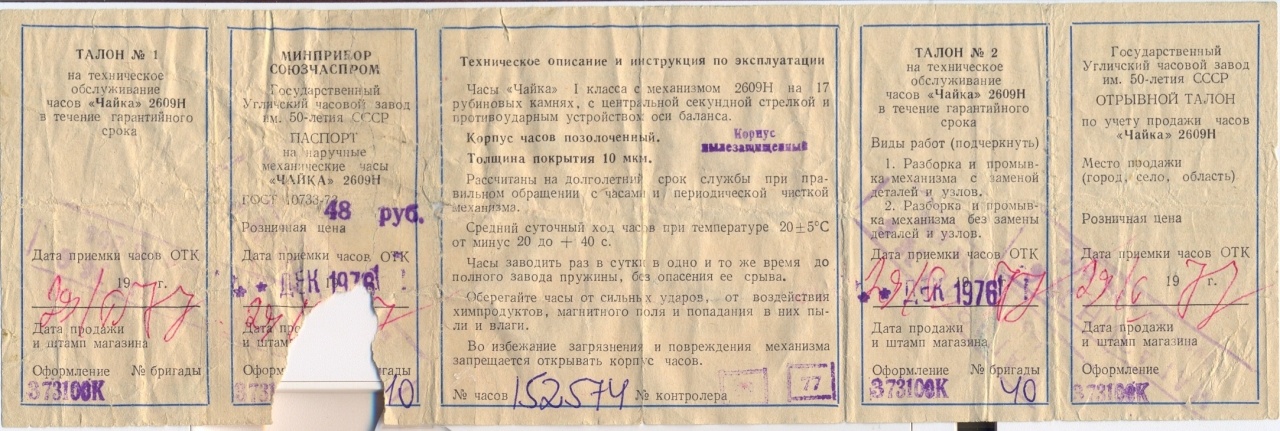 ТАЛОН № 1
на техническое
обслуживание
часов «Чайка» 2609Н
в течение гарантийного
срока
Дата приемки часов ОТК
19 г.
29/6 77
Дата продажи
и штамп магазина
Оформление № бригады
373100К
МИНПРИБОР
СОЮЗЧАСПРОМ
Государственный
Угличский часовой завод
им. 50-летия СССР
ПАСПОРТ
на наручные
механические часы
«ЧАЙКА» 2609Н
ГОСТ 10733-73
48 руб.
Розничная цена
Дата приемки часов ОТК
ДЕК 1976
Дата
и штамп
Оформ бригады
37310
10
Техническое описание и инструкция по эксплуатации
Часы «Чайка» I класса с механизмом 2609Н на 17
рубиновых камнях, с центральной секундной стрелкой и
противоударным устройством оси баланса.
Корпус часов позолоченный.
Корпус
пылезащищенный
Толщина покрытия 10 мкм.
Рассчитаны на долголетний срок службы при пра-
вильном обращении с часами и периодической чисткой
механизма.
Средний суточный ход часов при температуре 20±5°С
от минус 20 до + 40 с.
Часы заводить раз в сутки в одно и то же время до
полного завода пружины, без опасения ее срыва.
Оберегайте часы от сильных ударов, от воздействия
химпродуктов, магнитного поля и попадания в них пы-
ли и влаги.
Во избежание загрязнения и повреждения механизма
запрещается открывать корпус часов.
№ часов 152574 № контролера 77
ТАЛОН № 2
на техническое
обслуживание
часов «Чайка» 2609Н
в течение гарантийного
срока
Виды работ (подчеркнуть)
1. Разборка и промыв-
ка механизма с заменой
деталей и узлов.
2. Разборка и промыв-
ка механизма без замены
деталей и узлов.
Дата приемки часов ОТК
29/6 77
ДЕК 1976
Дата продажи
и штамп магазина
Оформление № бригады
373100К 40
Государственный
Угличский часовой завод
им. 50-летия СССР
ОТРЫВНОЙ ТАЛОН
по учету продажи часов
«Чайка» 2609Н
Место продажи
(город, село, область)
Розничная цена
Дата приемки часов ОТК
19 г.
29/6 77
Дата продажи
и штамп магазина
Оформление
373100К